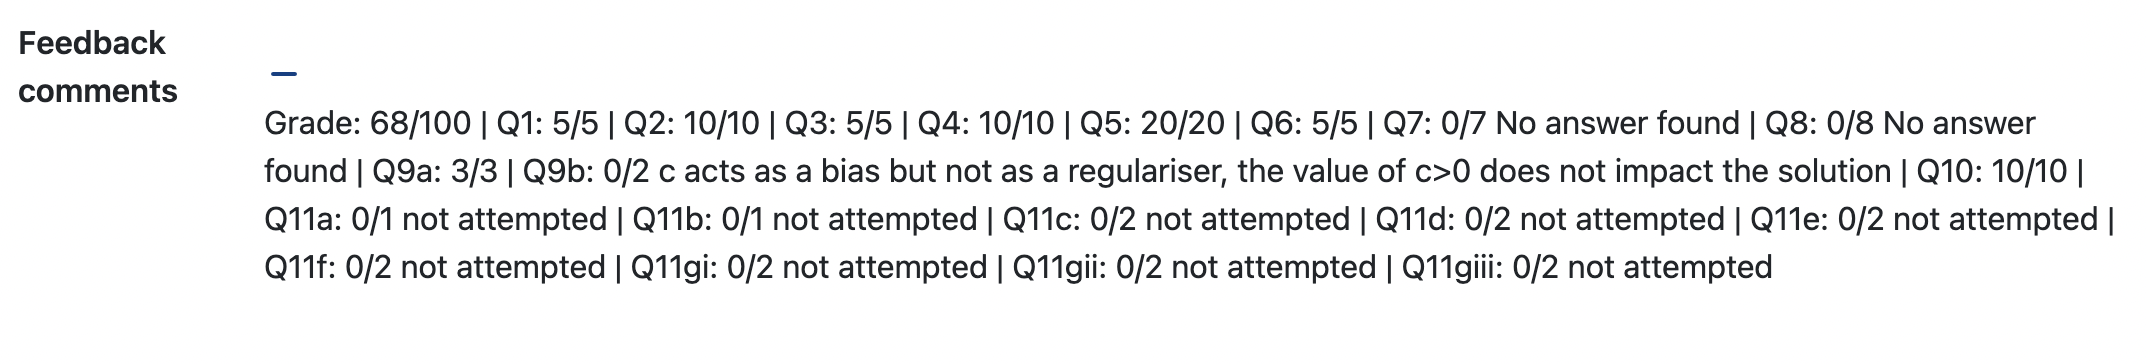 Feedback
comments
Grade: 68/100 | Q1: 5/5 | Q2: 10/10 | Q3: 5/5 | Q4: 10/10 | Q5: 20/20 | Q6: 5/5 | Q7: 0/7 No answer found | Q8: 0/8 No answer
found | Q9a: 3/3 | Q9b: 0/2 c acts as a bias but not as a regulariser, the value of c>0 does not impact the solution | Q10: 10/10 |
Q11a: 0/1 not attempted | Q11b: 0/1 not attempted | Q11c: 0/2 not attempted | Q11d: 0/2 not attempted | Q11e: 0/2 not attempted |
Q11f: 0/2 not attempted | Q11gi: 0/2 not attempted | Q11gii: 0/2 not attempted | Q11giii: 0/2 not attempted